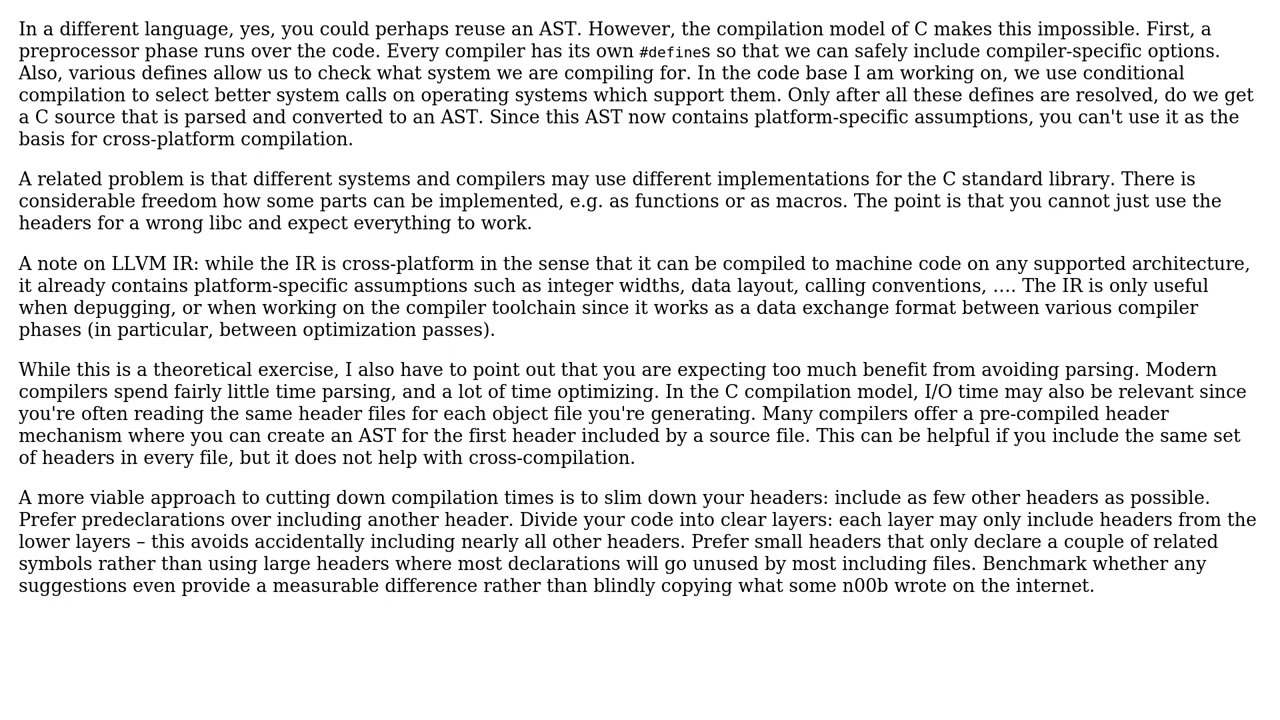 In a different language, yes, you could perhaps reuse an AST. However, the compilation model of C makes this impossible. First, a
preprocessor phase runs over the code. Every compiler has its own #defines so that we can safely include compiler-specific options.
Also, various defines allow us to check what system we are compiling for. In the code base I am working on, we use conditional
compilation to select better system calls on operating systems which support them. Only after all these defines are resolved, do we get
a C source that is parsed and converted to an AST. Since this AST now contains platform-specific assumptions, you can't use it as the
basis for cross-platform compilation.
A related problem is that different systems and compilers may use different implementations for the C standard library. There is
considerable freedom how some parts can be implemented, e.g. as functions or as macros. The point is that you cannot just use the
headers for a wrong libc and expect everything to work.
A note on LLVM IR: while the IR is cross-platform in the sense that it can be compiled to machine code on any supported architecture,
it already contains platform-specific assumptions such as integer widths, data layout, calling conventions, …. The IR is only useful
when depugging, or when working on the compiler toolchain since it works as a data exchange format between various compiler
phases (in particular, between optimization passes).
While this is a theoretical exercise, I also have to point out that you are expecting too much benefit from avoiding parsing. Modern
compilers spend fairly little time parsing, and a lot of time optimizing. In the C compilation model, I/O time may also be relevant since
you're often reading the same header files for each object file you're generating. Many compilers offer a pre-compiled header
mechanism where you can create an AST for the first header included by a source file. This can be helpful if you include the same set
of headers in every file, but it does not help with cross-compilation.
A more viable approach to cutting down compilation times is to slim down your headers: include as few other headers as possible.
Prefer predeclarations over including another header. Divide your code into clear layers: each layer may only include headers from the
lower layers – this avoids accidentally including nearly all other headers. Prefer small headers that only declare a couple of related
symbols rather than using large headers where most declarations will go unused by most including files. Benchmark whether any
suggestions even provide a measurable difference rather than blindly copying what some n00b wrote on the internet.